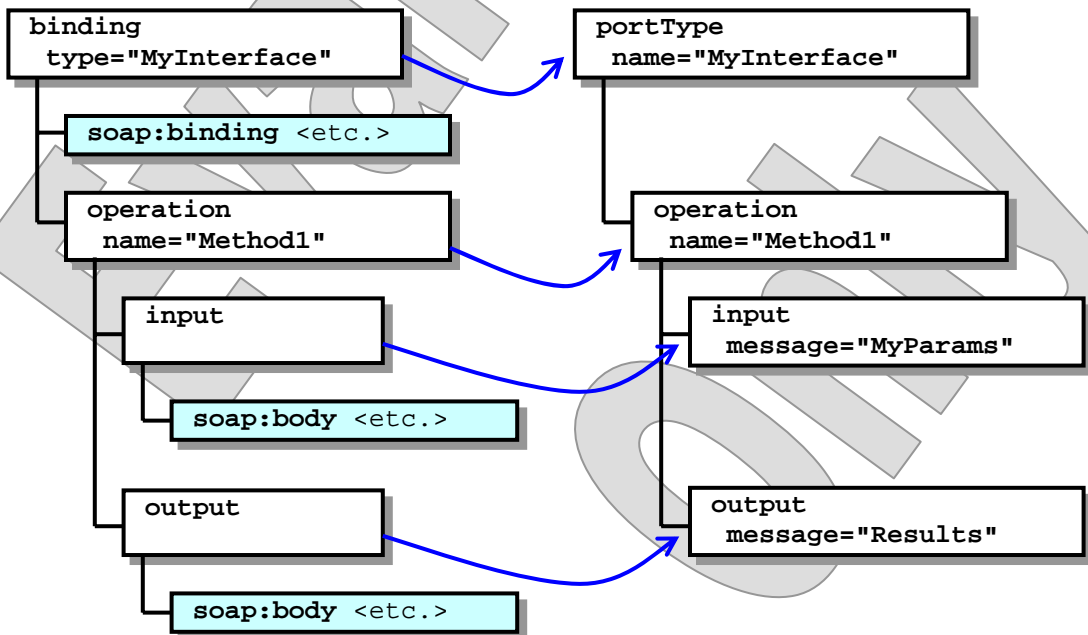 binding
type="MyInterface"
soap:binding <etc.>
operation
name="Method1"
input
soap:body <etc.>
output
soap:body <etc.>
portType
name="MyInterface"
operation
name="Method1"
input
message="MyParams"
output
message="Results"